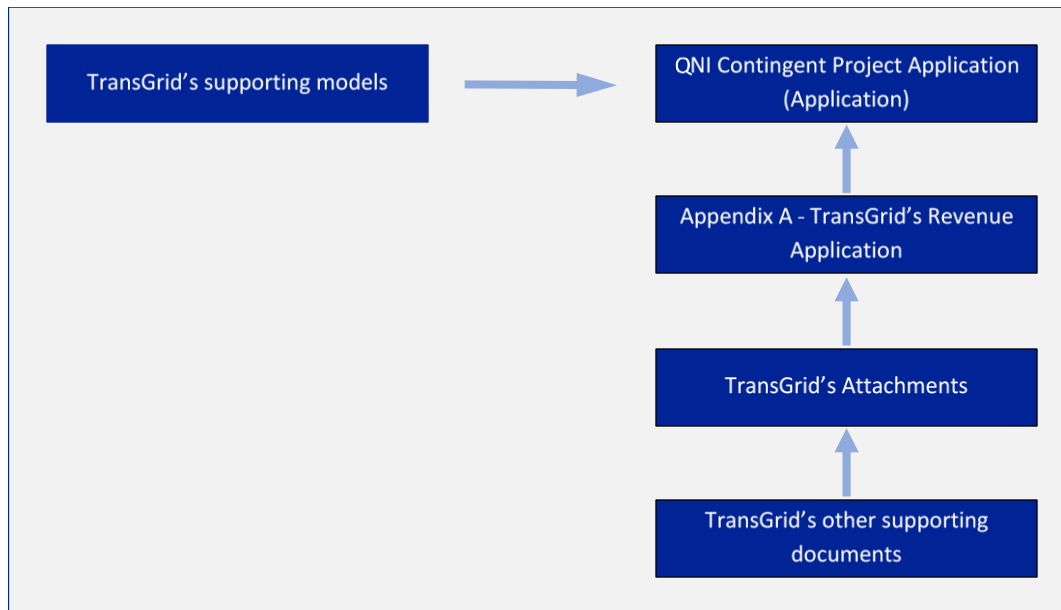 TransGrid’s supporting models
QNI Contingent Project Application
(Application)
Appendix A - TransGrid’s Revenue
Application
TransGrid’s Attachments
TransGrid’s other supporting
documents